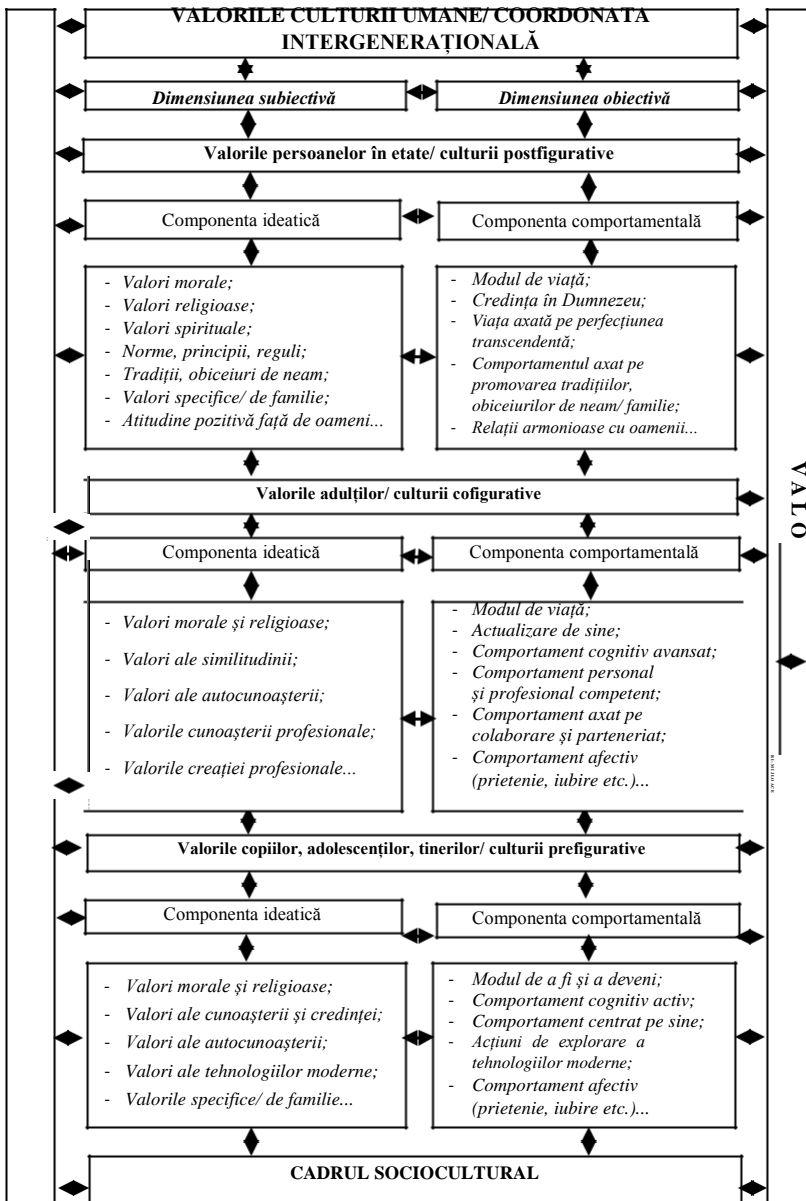 VALORILE CULTURII UMANE/ COORDONATA
INTERGENERAȚIONALĂ
Dimensiunea subiectivă
Dimensiunea obiectivă
Valorile persoanelor în etate/ culturii postfigurative
Componenta ideatică
Componenta comportamentală
- Valori morale;
- Valori religioase;
- Valori spirituale;
- Norme, principii, reguli;
- Tradiții, obiceiuri de neam;
- Valori specifice/ de familie;
- Atitudine pozitivă față de oameni...
- Modul de viață;
- Credința în Dumnezeu;
- Viața axată pe perfecțiunea
transcendentă;
- Comportamentul axat pe
promovarea tradițiilor,
obiceiurilor de neam/ familie;
- Relații armonioase cu oamenii...
Valorile adulților/ culturii cofigurative
Componenta ideatică
Componenta comportamentală
- Valori morale și religioase;
- Valori ale similitudinii;
- Valori ale autocunoașterii;
- Valorile cunoașterii profesionale;
- Valorile creației profesionale...
- Modul de viață;
- Actualizare de sine;
- Comportament cognitiv avansat;
- Comportament personal
și profesional competent;
- Comportament axat pe
colaborare și parteneriat;
- Comportament afectiv
(prietenie, iubire etc.)...
Valorile copiilor, adolescenților, tinerilor/ culturii prefigurative
Componenta ideatică
Componenta comportamentală
- Valori morale și religioase;
- Valori ale cunoașterii și credinței;
- Valori ale autocunoașterii;
- Valori ale tehnologiilor moderne;
- Valorile specifice/ de familie...
- Modul de a fi și a deveni;
- Comportament cognitiv activ;
- Comportament centrat pe sine;
- Acțiuni de explorare a
tehnologiilor moderne;
- Comportament afectiv
(prietenie, iubire etc.)...
CADRUL SOCIOCULTURAL
V A L O